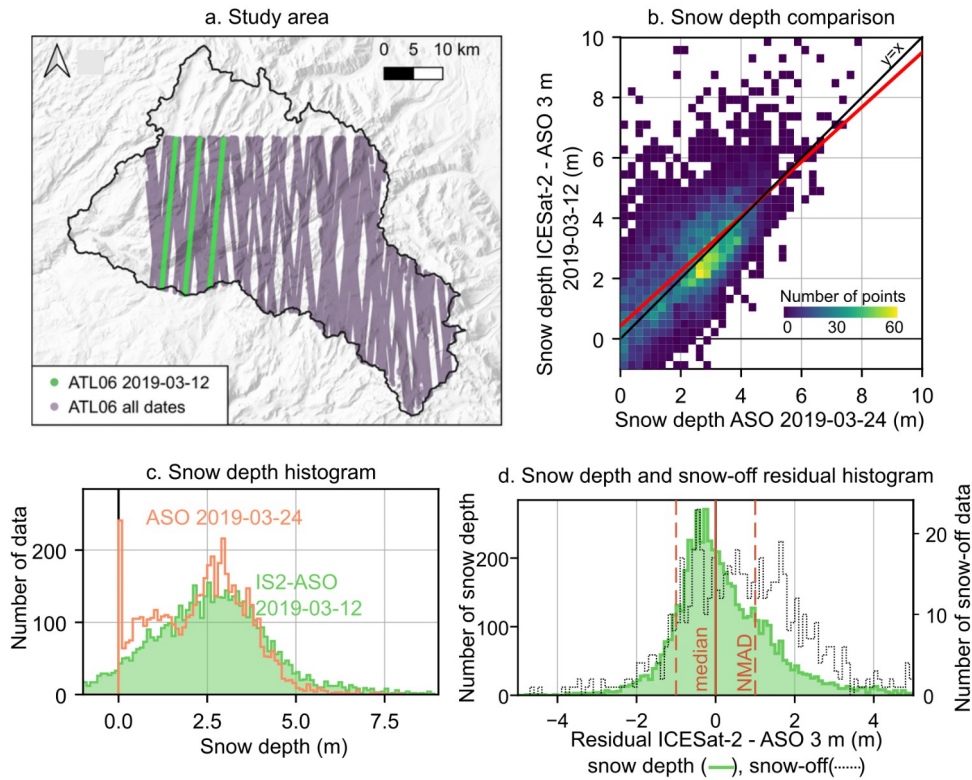 a. Study area
0 5 10 km
ATL06 2019-03-12
ATL06 all dates
b. Snow depth comparison
Snow depth ICESat-2 - ASO 3 m
2019-03-12 (m)
10
8
6
4
2
0
y=x
Number of points
0 30 60
0 2 4 6 8 10
Snow depth ASO 2019-03-24 (m)
c. Snow depth histogram
Number of data
200
100
0
ASO 2019-03-24
IS2-ASO
2019-03-12
0.0 2.5 5.0 7.5
Snow depth (m)
d. Snow depth and snow-off residual histogram
Number of snow depth
200
100
0
median
NMAD
20
10
0
Number of snow-off data
−4 −2 0 2 4
Residual ICESat-2 - ASO 3 m (m)
snow depth (—), snow-off(........)